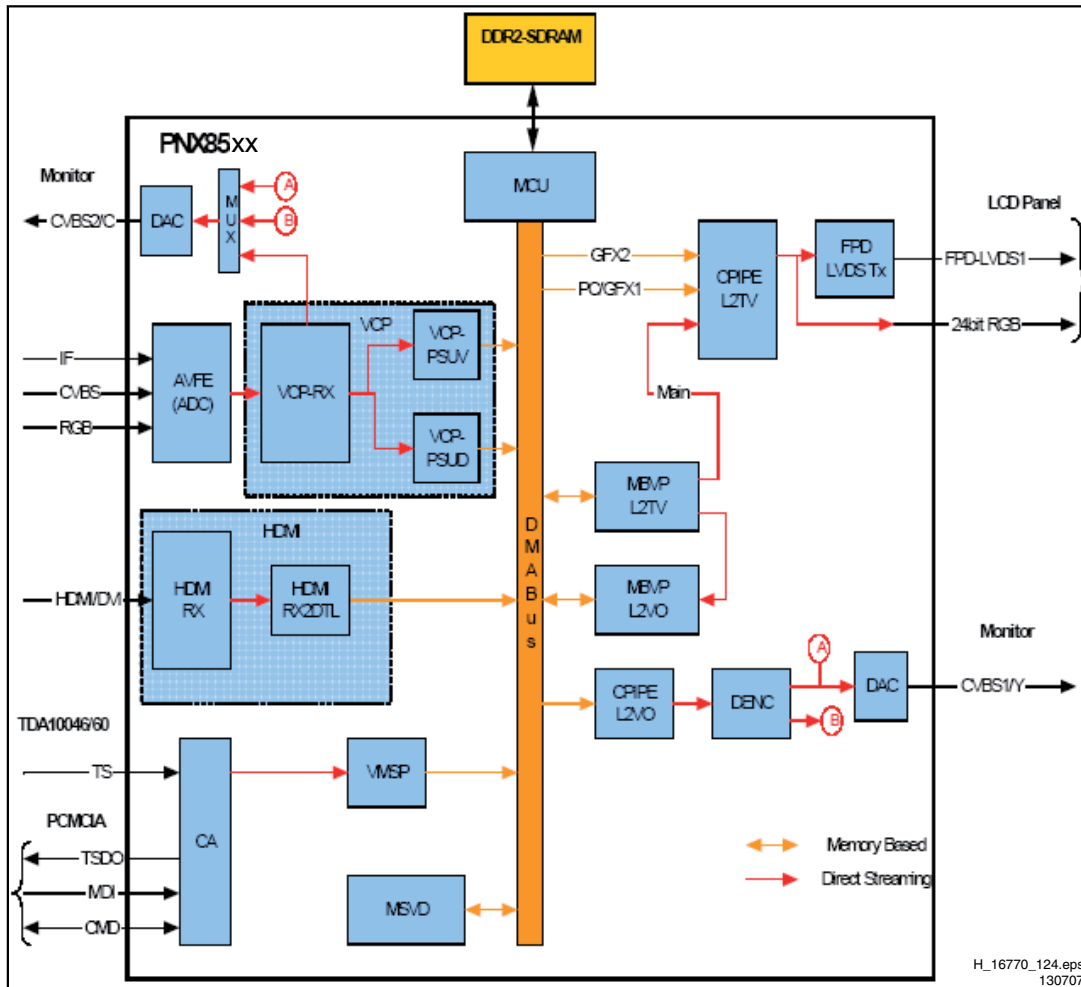 DDR2-SDRAM
PNX85xx
MCU
Monitor
CVBS2/C
DAC
MUX
A
B
GFX2
PC/GFX1
CPIPE
L2TV
FPD
LVDS Tx
LCD Panel
FPD-LVDS1
24bit RGB
IF
CVBS
RGB
AVFE
(ADC)
VCP
VCP-RX
VCP-
PSUV
VCP-
PSUD
Main
MBVP
L2TV
MBVP
L2VO
DMABus
HDMI
HDMI/DVI
HDMI
RX
HDMI
RX2DTL
CPIPE
L2VO
DENC
A
B
DAC
Monitor
CVBS1/Y
TDA10046/60
TS
CA
VMSP
PCMCIA
TSDO
MDI
CMD
MSVD
Memory Based
Direct Streaming
H_16770_124.eps
130707